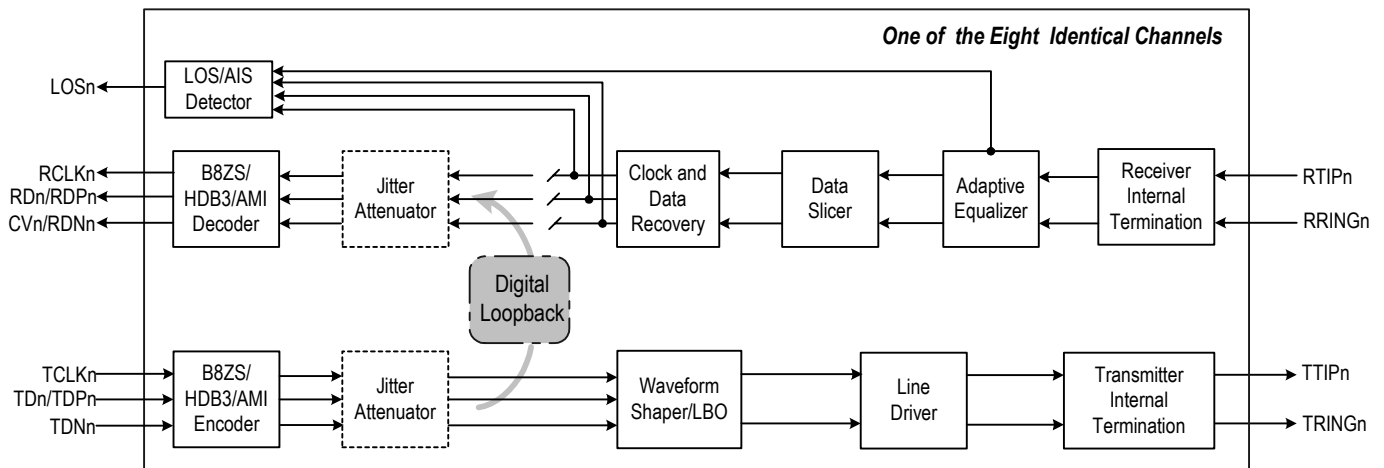 One of the Eight Identical Channels
LOSn
LOS/AIS
Detector
RCLKn
RDn/RDPn
CVn/RDNn
B8ZS/
HDB3/AMI
Decoder
Jitter
Attenuator
Clock and
Data
Recovery
Data
Slicer
Adaptive
Equalizer
Receiver
Internal
Termination
RTIPn
RRINGn
Digital
Loopback
TCLKn
TDn/TDPn
TDNn
B8ZS/
HDB3/AMI
Encoder
Jitter
Attenuator
Waveform
Shaper/LBO
Line
Driver
Transmitter
Internal
Termination
TTIPn
TRINGn